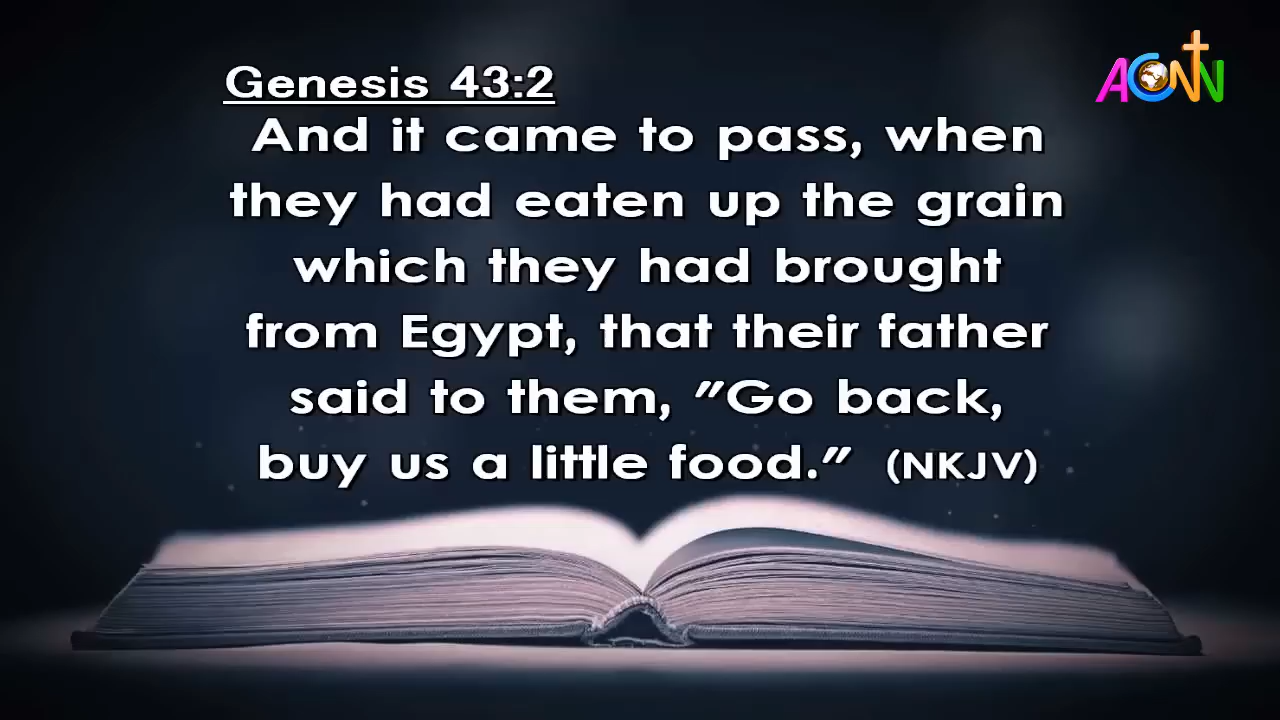 ACNN
Genesis 43:2
And it came to pass, when
they had eaten up the grain
which they had brought
from Egypt, that their father
said to them, "Go back,
buy us a little food." (NKJV)